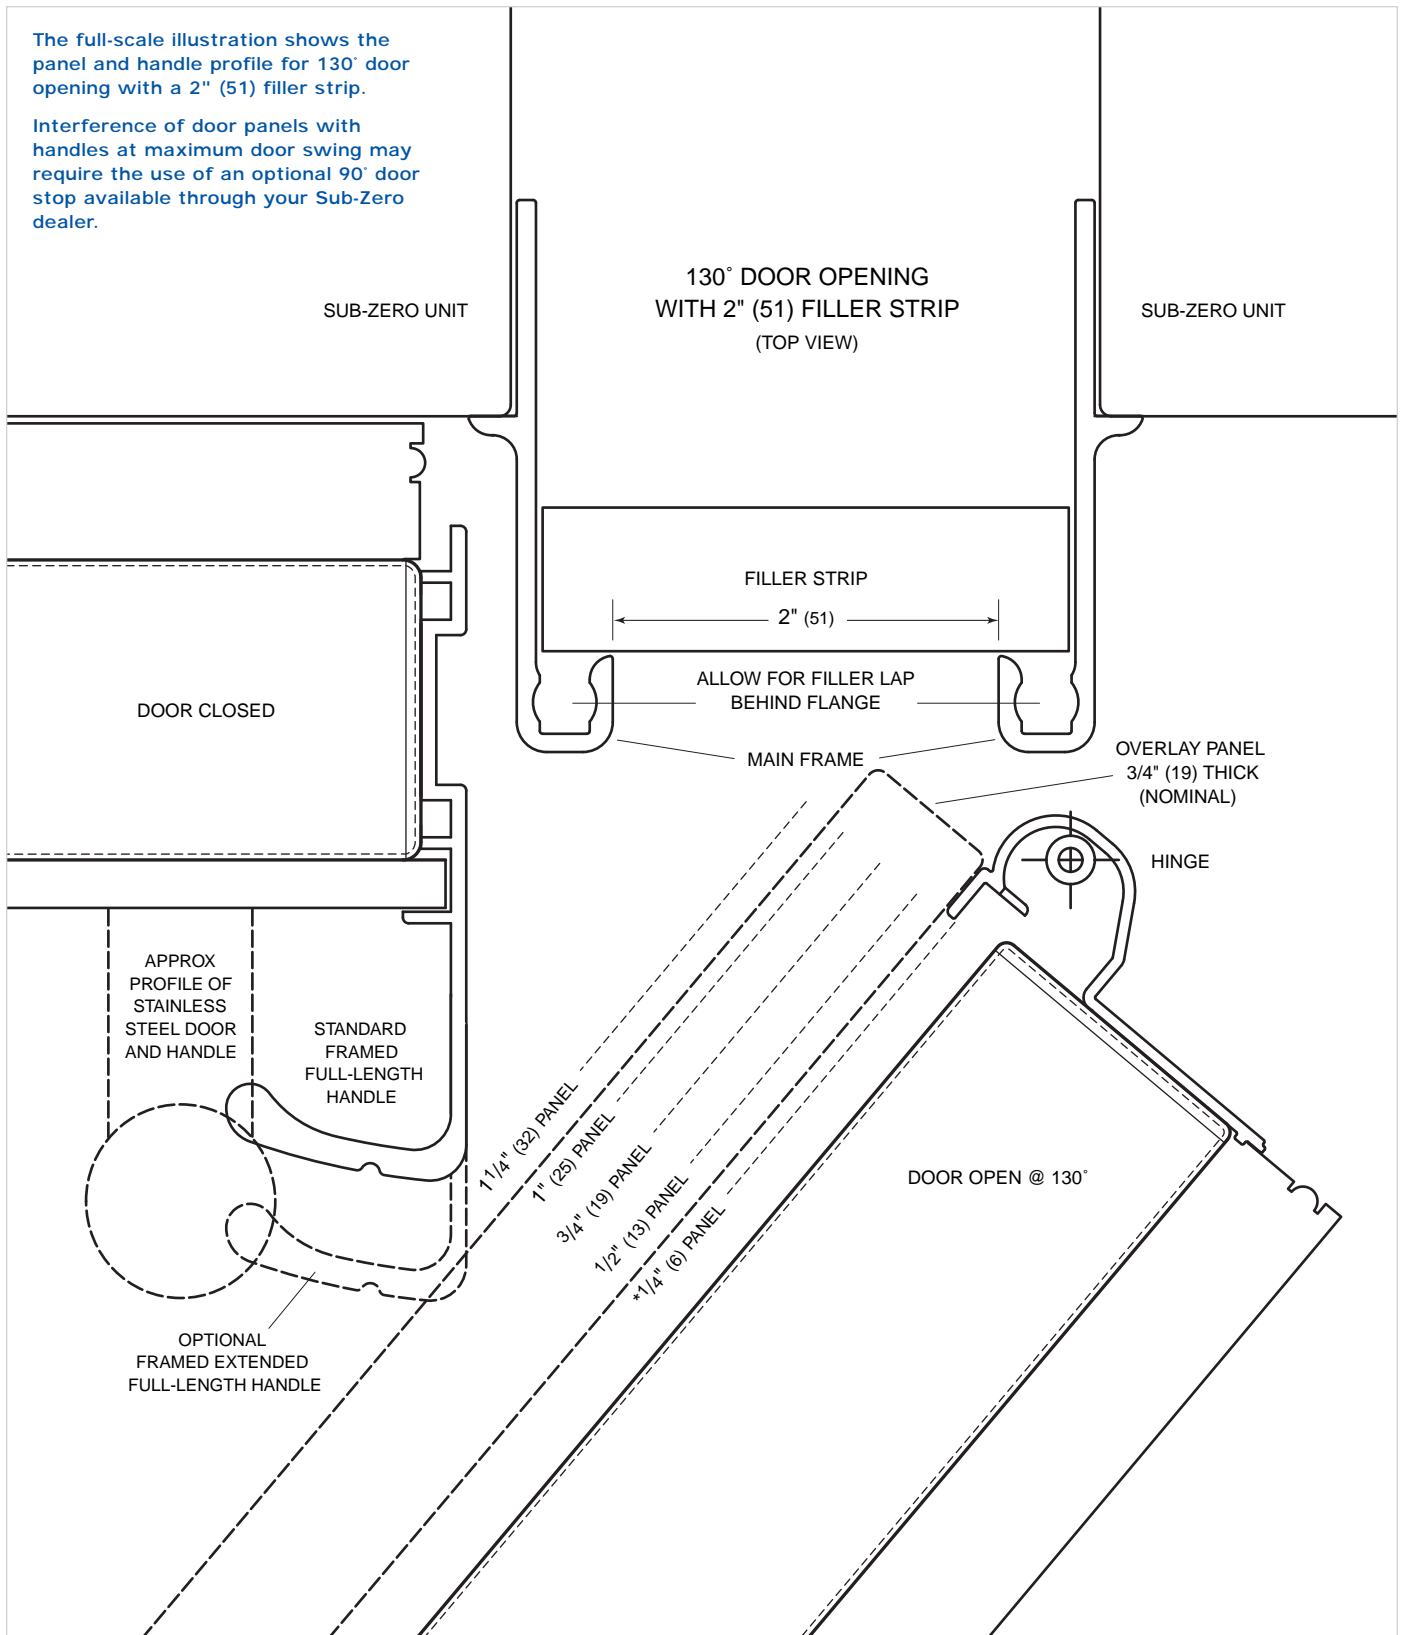 The full-scale illustration shows the
panel and handle profile for 130˚ door
opening with a 2" (51) filler strip.
Interference of door panels with
handles at maximum door swing may
require the use of an optional 90˚ door
stop available through your Sub-Zero
dealer.
130˚ DOOR OPENING
WITH 2" (51) FILLER STRIP
(TOP VIEW)
SUB-ZERO UNIT
SUB-ZERO UNIT
FILLER STRIP
2" (51)
ALLOW FOR FILLER LAP
BEHIND FLANGE
DOOR CLOSED
MAIN FRAME
OVERLAY PANEL
3/4" (19) THICK
(NOMINAL)
HINGE
APPROX
PROFILE OF
STAINLESS
STEEL DOOR
AND HANDLE
STANDARD
FRAMED
FULL-LENGTH
HANDLE
1 1/4" (32) PANEL
1" (25) PANEL
3/4" (19) PANEL
1/2" (13) PANEL
*1/4" (6) PANEL
DOOR OPEN @ 130˚
OPTIONAL
FRAMED EXTENDED
FULL-LENGTH HANDLE